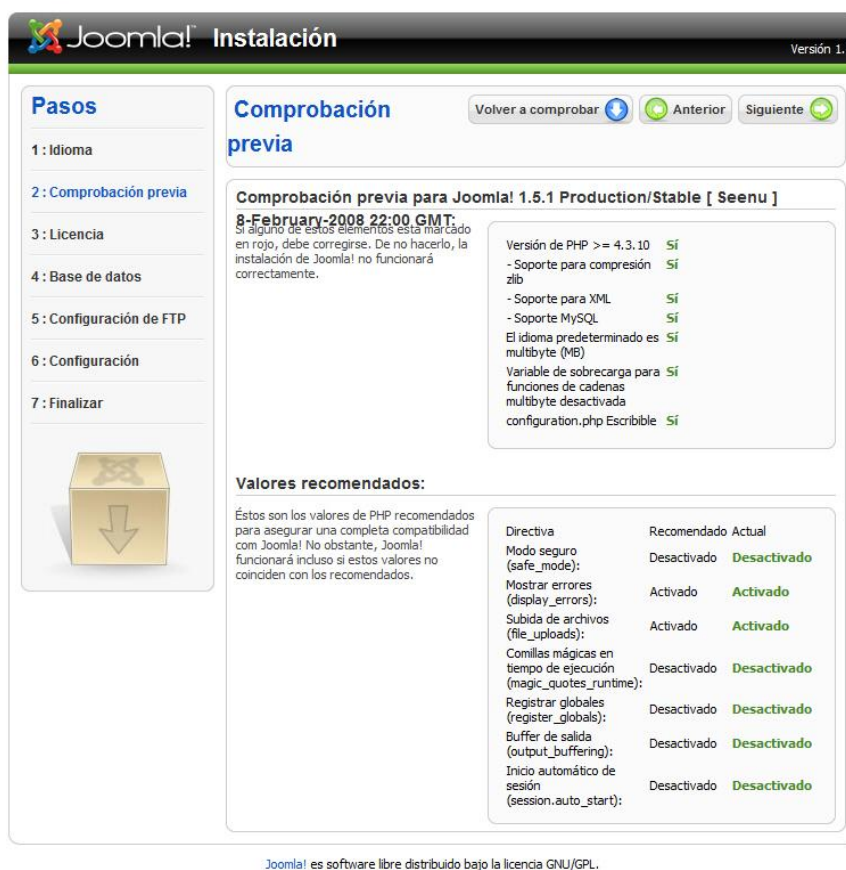 Joomla! Instalación
Versión 1.
Pasos
1 : Idioma
2 : Comprobación previa
3 : Licencia
4 : Base de datos
5 : Configuración de FTP
6 : Configuración
7 : Finalizar
Comprobación
previa
Volver a comprobar
Anterior
Siguiente
Comprobación previa para Joomla! 1.5.1 Production/Stable [ Seenu ]
8-February-2008 22:00 GMT:
Si alguno de estos elementos está marcado
en rojo, debe corregirse. De no hacerlo, la
instalación de Joomla! no funcionará
correctamente.
Versión de PHP >= 4.3.10 Sí
- Soporte para compresión Sí
zlib
- Soporte para XML Sí
- Soporte MySQL Sí
El idioma predeterminado es Sí
multibyte (MB)
Variable de sobrecarga para Sí
funciones de cadenas
multibyte desactivada
configuration.php Escribible Sí
Valores recomendados:
Éstos son los valores de PHP recomendados
para asegurar una completa compatibilidad
com Joomla! No obstante, Joomla!
funcionará incluso si estos valores no
coinciden con los recomendados.
Directiva Recomendado Actual
Modo seguro
(safe_mode): Desactivado Desactivado
Mostrar errores
(display_errors): Activado Activado
Subida de archivos
(file_uploads): Activado Activado
Comillas mágicas en
tiempo de ejecución Desactivado Desactivado
(magic_quotes_runtime):
Registrar globales
(register_globals): Desactivado Desactivado
Buffer de salida
(output_buffering): Desactivado Desactivado
Inicio automático de
sesión Desactivado Desactivado
(session.auto_start):
Joomla! es software libre distribuido bajo la licencia GNU/GPL.